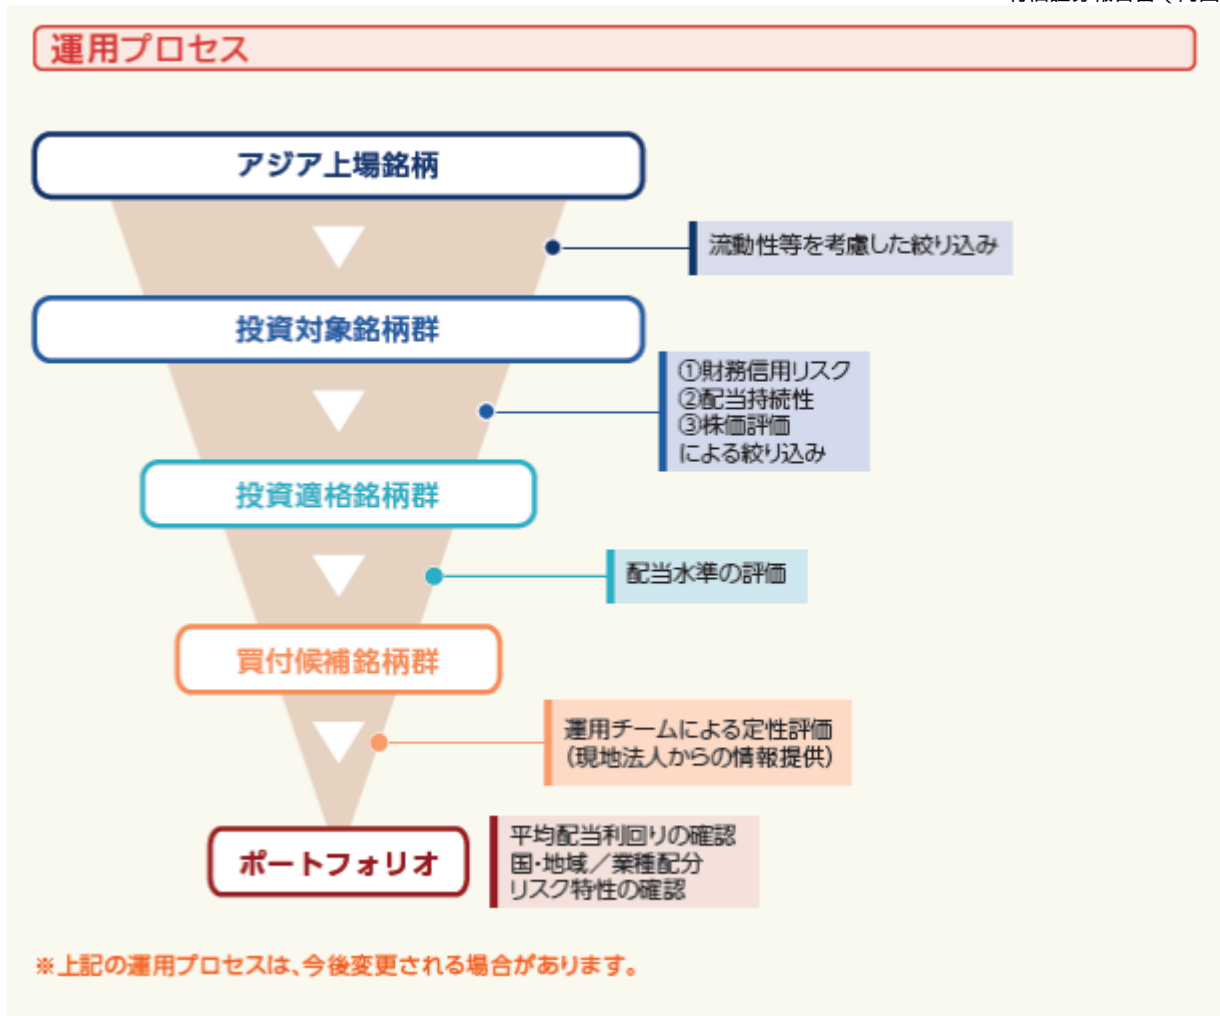 運用プロセス
アジア上場銘柄
流動性等を考慮した絞り込み
投資対象銘柄群
①財務信用リスク
②配当持続性
③株価評価
による絞り込み
投資適格銘柄群
配当水準の評価
買付候補銘柄群
運用チームによる定性評価
（現地法人からの情報提供）
ポートフォリオ
平均配当利回りの確認
国・地域／業種配分
リスク特性の確認
※上記の運用プロセスは、今後変更される場合があります。